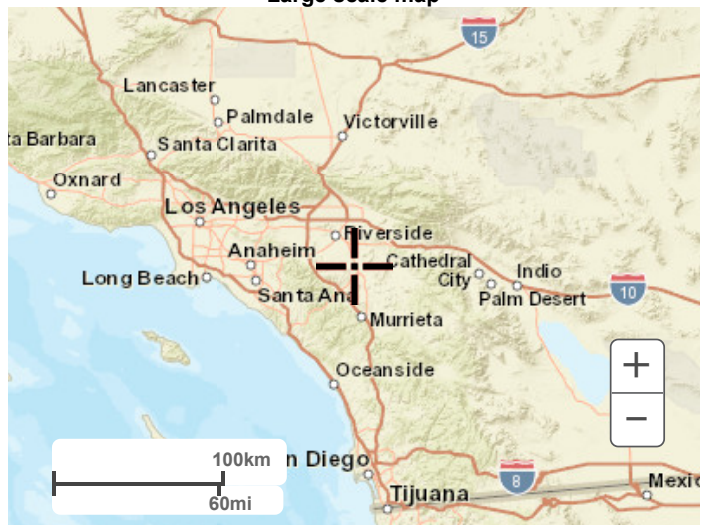 Large scale map
15
Lancaster
Palmdale
Victorville
ta Barbara
Santa Clarita
Oxnard
Los Angeles
Riverside
Anaheim
Cathedral
City
Indio
Long Beach
Santa Ana
Palm Desert
10
Murrieta
+
Oceanside
−
100km
n Diego
60mi
8
Mexic
Tijuana